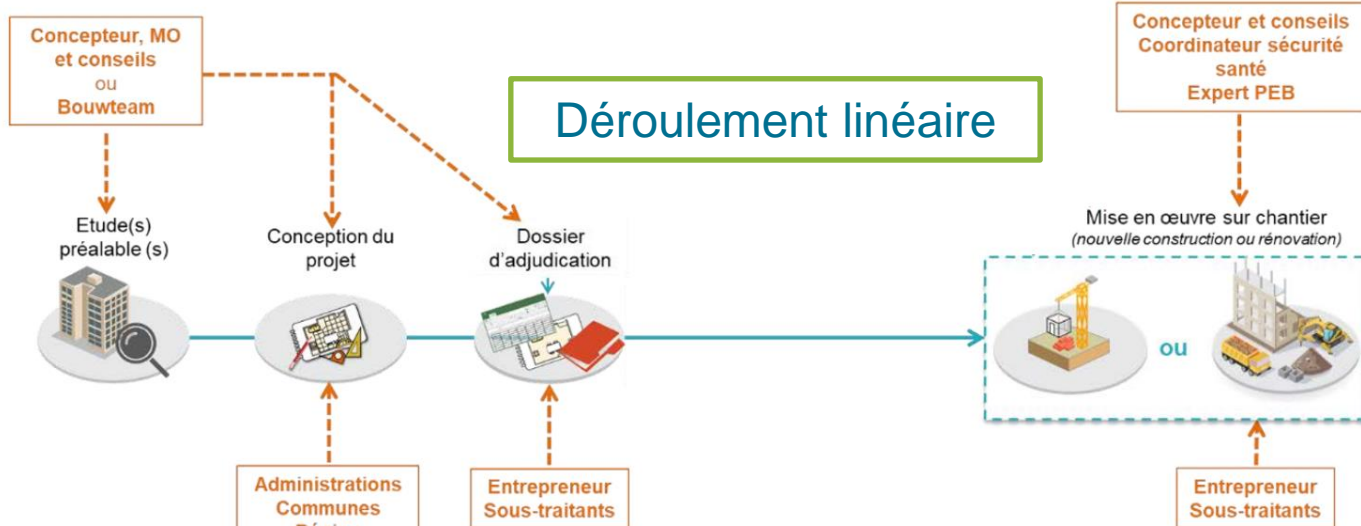 Concepteur, MO
et conseils
ou
Bouwteam
Concepteur et conseils
Coordinateur sécurité
santé
Expert PEB
Déroulement linéaire
Etude(s)
préalable (s)
Conception du
projet
Dossier
d'adjudication
Mise en œuvre sur chantier
(nouvelle construction ou rénovation)
ou
Administrations
Communes
Entrepreneur
Sous-traitants
Entrepreneur
Sous-traitants